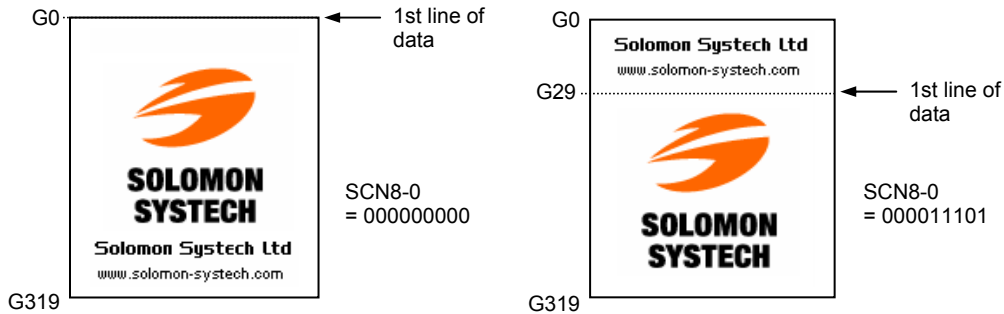 G0
1st line of
data
SOLOMON
SYSTECH
Solomon Systech Ltd
www.solomon-systech.com
SCN8-0
= 000000000
G319
G0
Solomon Systech Ltd
www.solomon-systech.com
G29
1st line of
data
SOLOMON
SYSTECH
SCN8-0
= 000011101
G319